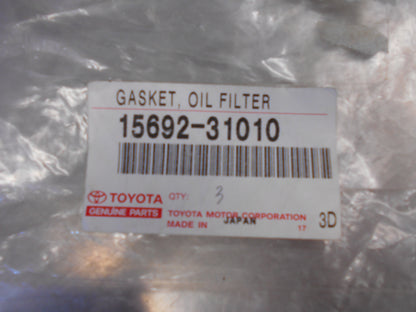 GASKET, OIL FILTER
15692-31010
TOYOTA QTY: 3
GENUINE PARTS TOYOTA MOTOR CORPORATION 3D
MADE IN JAPAN 17